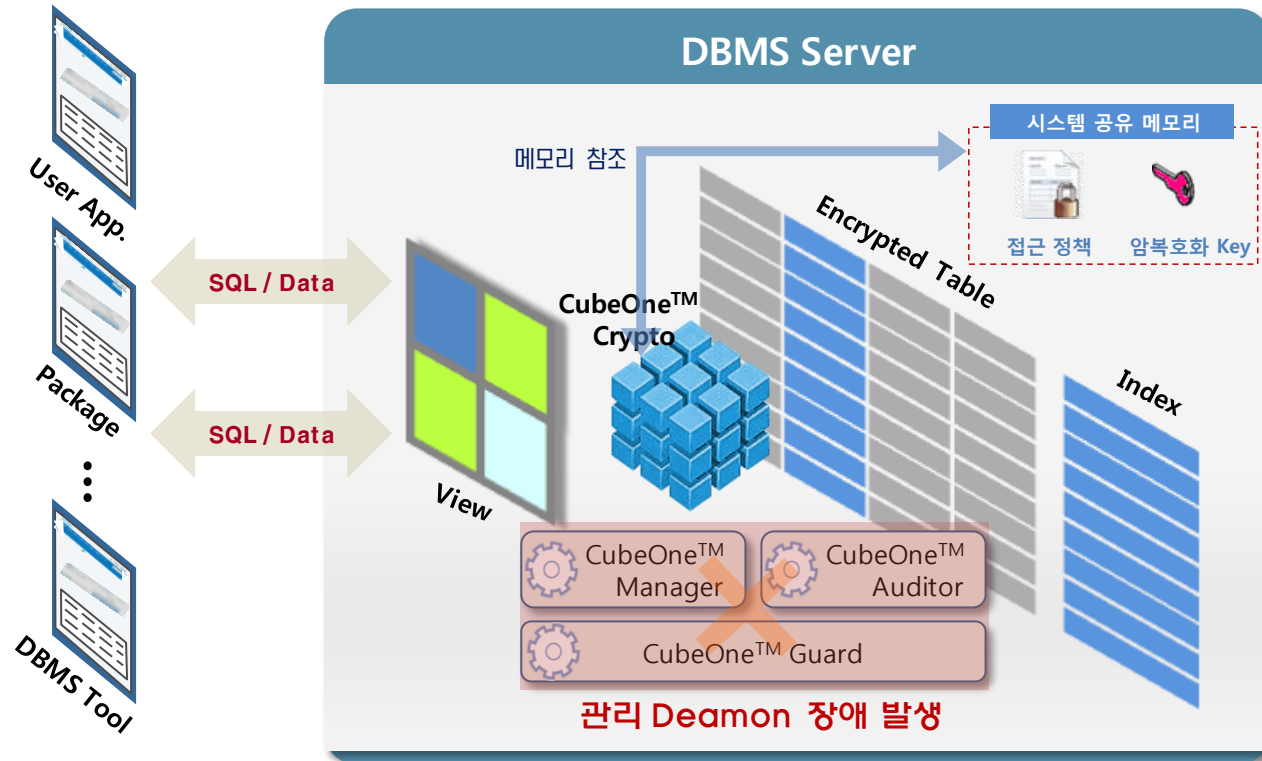 DBMS Server
시스템 공유 메모리
메모리 참조
접근 정책
암복호화 Key
User App.
Package
DBMS Tool
SQL / Data
SQL / Data
View
CubeOne™
Crypto
Encrypted Table
Index
CubeOne™
Manager
CubeOne™
Auditor
CubeOne™ Guard
관리 Deamon 장애 발생